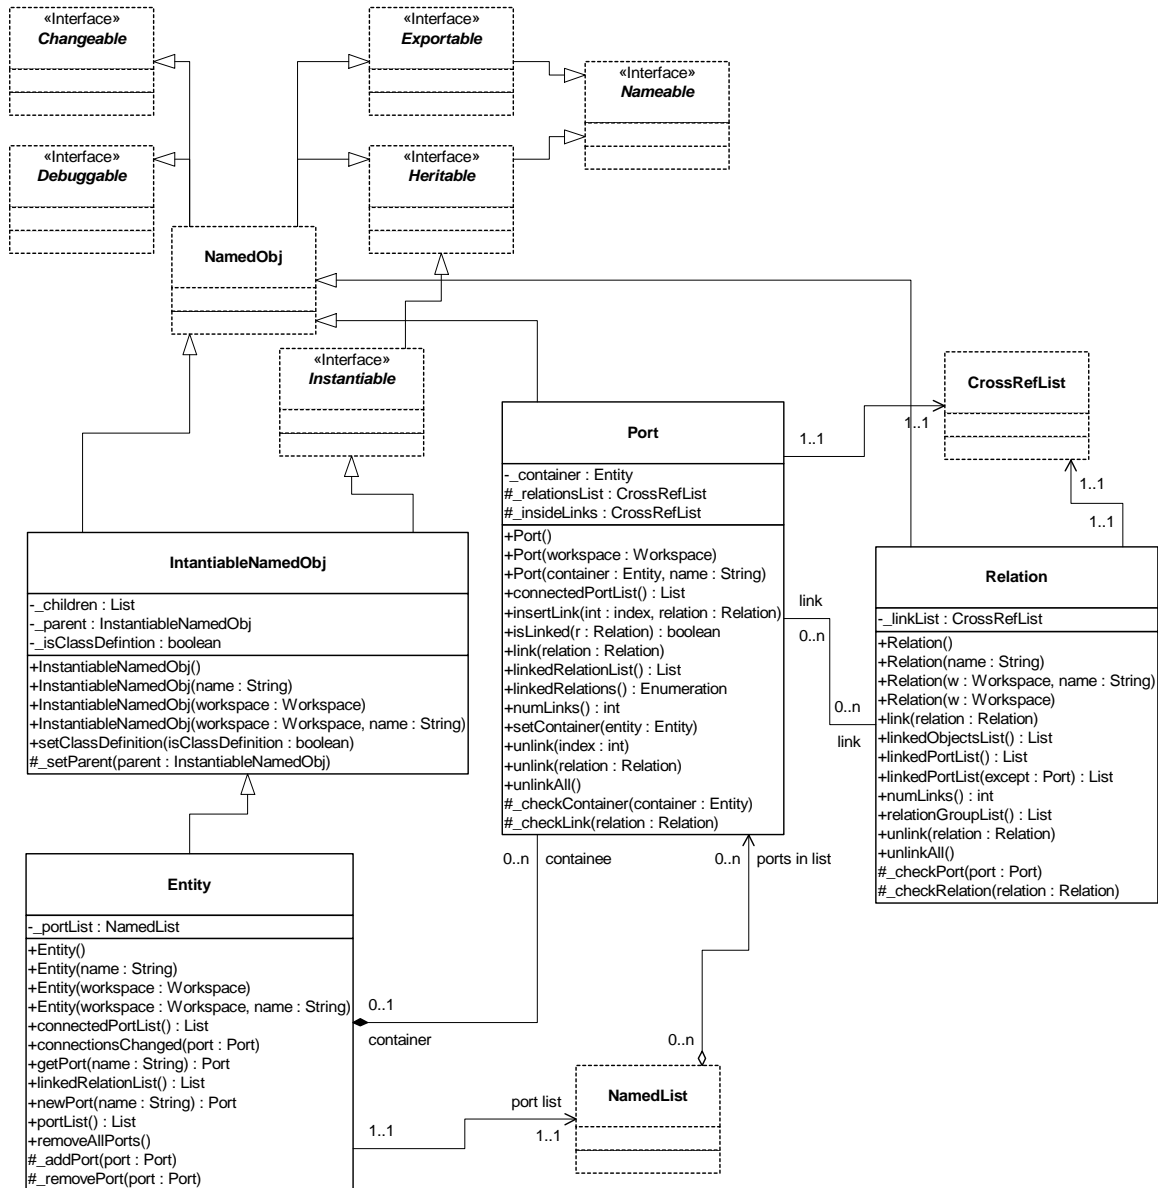 «Interface»
Changeable
«Interface»
Exportable
«Interface»
Nameable
«Interface»
Debuggable
«Interface»
Heritable
NamedObj
«Interface»
Instantiable
CrossRefList
1..1
1..1
1..1
1..1
Port
-_container : Entity
#_relationsList : CrossRefList
#_insideLinks : CrossRefList
+Port()
+Port(workspace : Workspace)
+Port(container : Entity, name : String)
+connectedPortList() : List
+insertLink(int : index, relation : Relation)
+isLinked(r : Relation) : boolean
+link(relation : Relation)
+linkedRelationList() : List
+linkedRelations() : Enumeration
+numLinks() : int
+setContainer(entity : Entity)
+unlink(index : int)
+unlink(relation : Relation)
+unlinkAll()
#_checkContainer(container : Entity)
#_checkLink(relation : Relation)
link
0..n
0..n
link
Relation
-_linkList : CrossRefList
+Relation()
+Relation(name : String)
+Relation(w : Workspace, name : String)
+Relation(w : Workspace)
+link(relation : Relation)
+linkedObjectsList() : List
+linkedPortList() : List
+linkedPortList(except : Port) : List
+numLinks() : int
+relationGroupList() : List
+unlink(relation : Relation)
+unlinkAll()
#_checkPort(port : Port)
#_checkRelation(relation : Relation)
IntantiableNamedObj
-_children : List
-_parent : InstantiableNamedObj
-_isClassDefintion : boolean
+InstantiableNamedObj()
+InstantiableNamedObj(name : String)
+InstantiableNamedObj(workspace : Workspace)
+InstantiableNamedObj(workspace : Workspace, name : String)
+setClassDefinition(isClassDefinition : boolean)
#_setParent(parent : InstantiableNamedObj)
0..n containee
0..n ports in list
Entity
-_portList : NamedList
+Entity()
+Entity(name : String)
+Entity(workspace : Workspace)
+Entity(workspace : Workspace, name : String)
+connectedPortList() : List
+connectionsChanged(port : Port)
+getPort(name : String) : Port
+linkedRelationList() : List
+newPort(name : String) : Port
+portList() : List
+removeAllPorts()
#_addPort(port : Port)
#_removePort(port : Port)
0..1
container
0..n
NamedList
port list
1..1
1..1